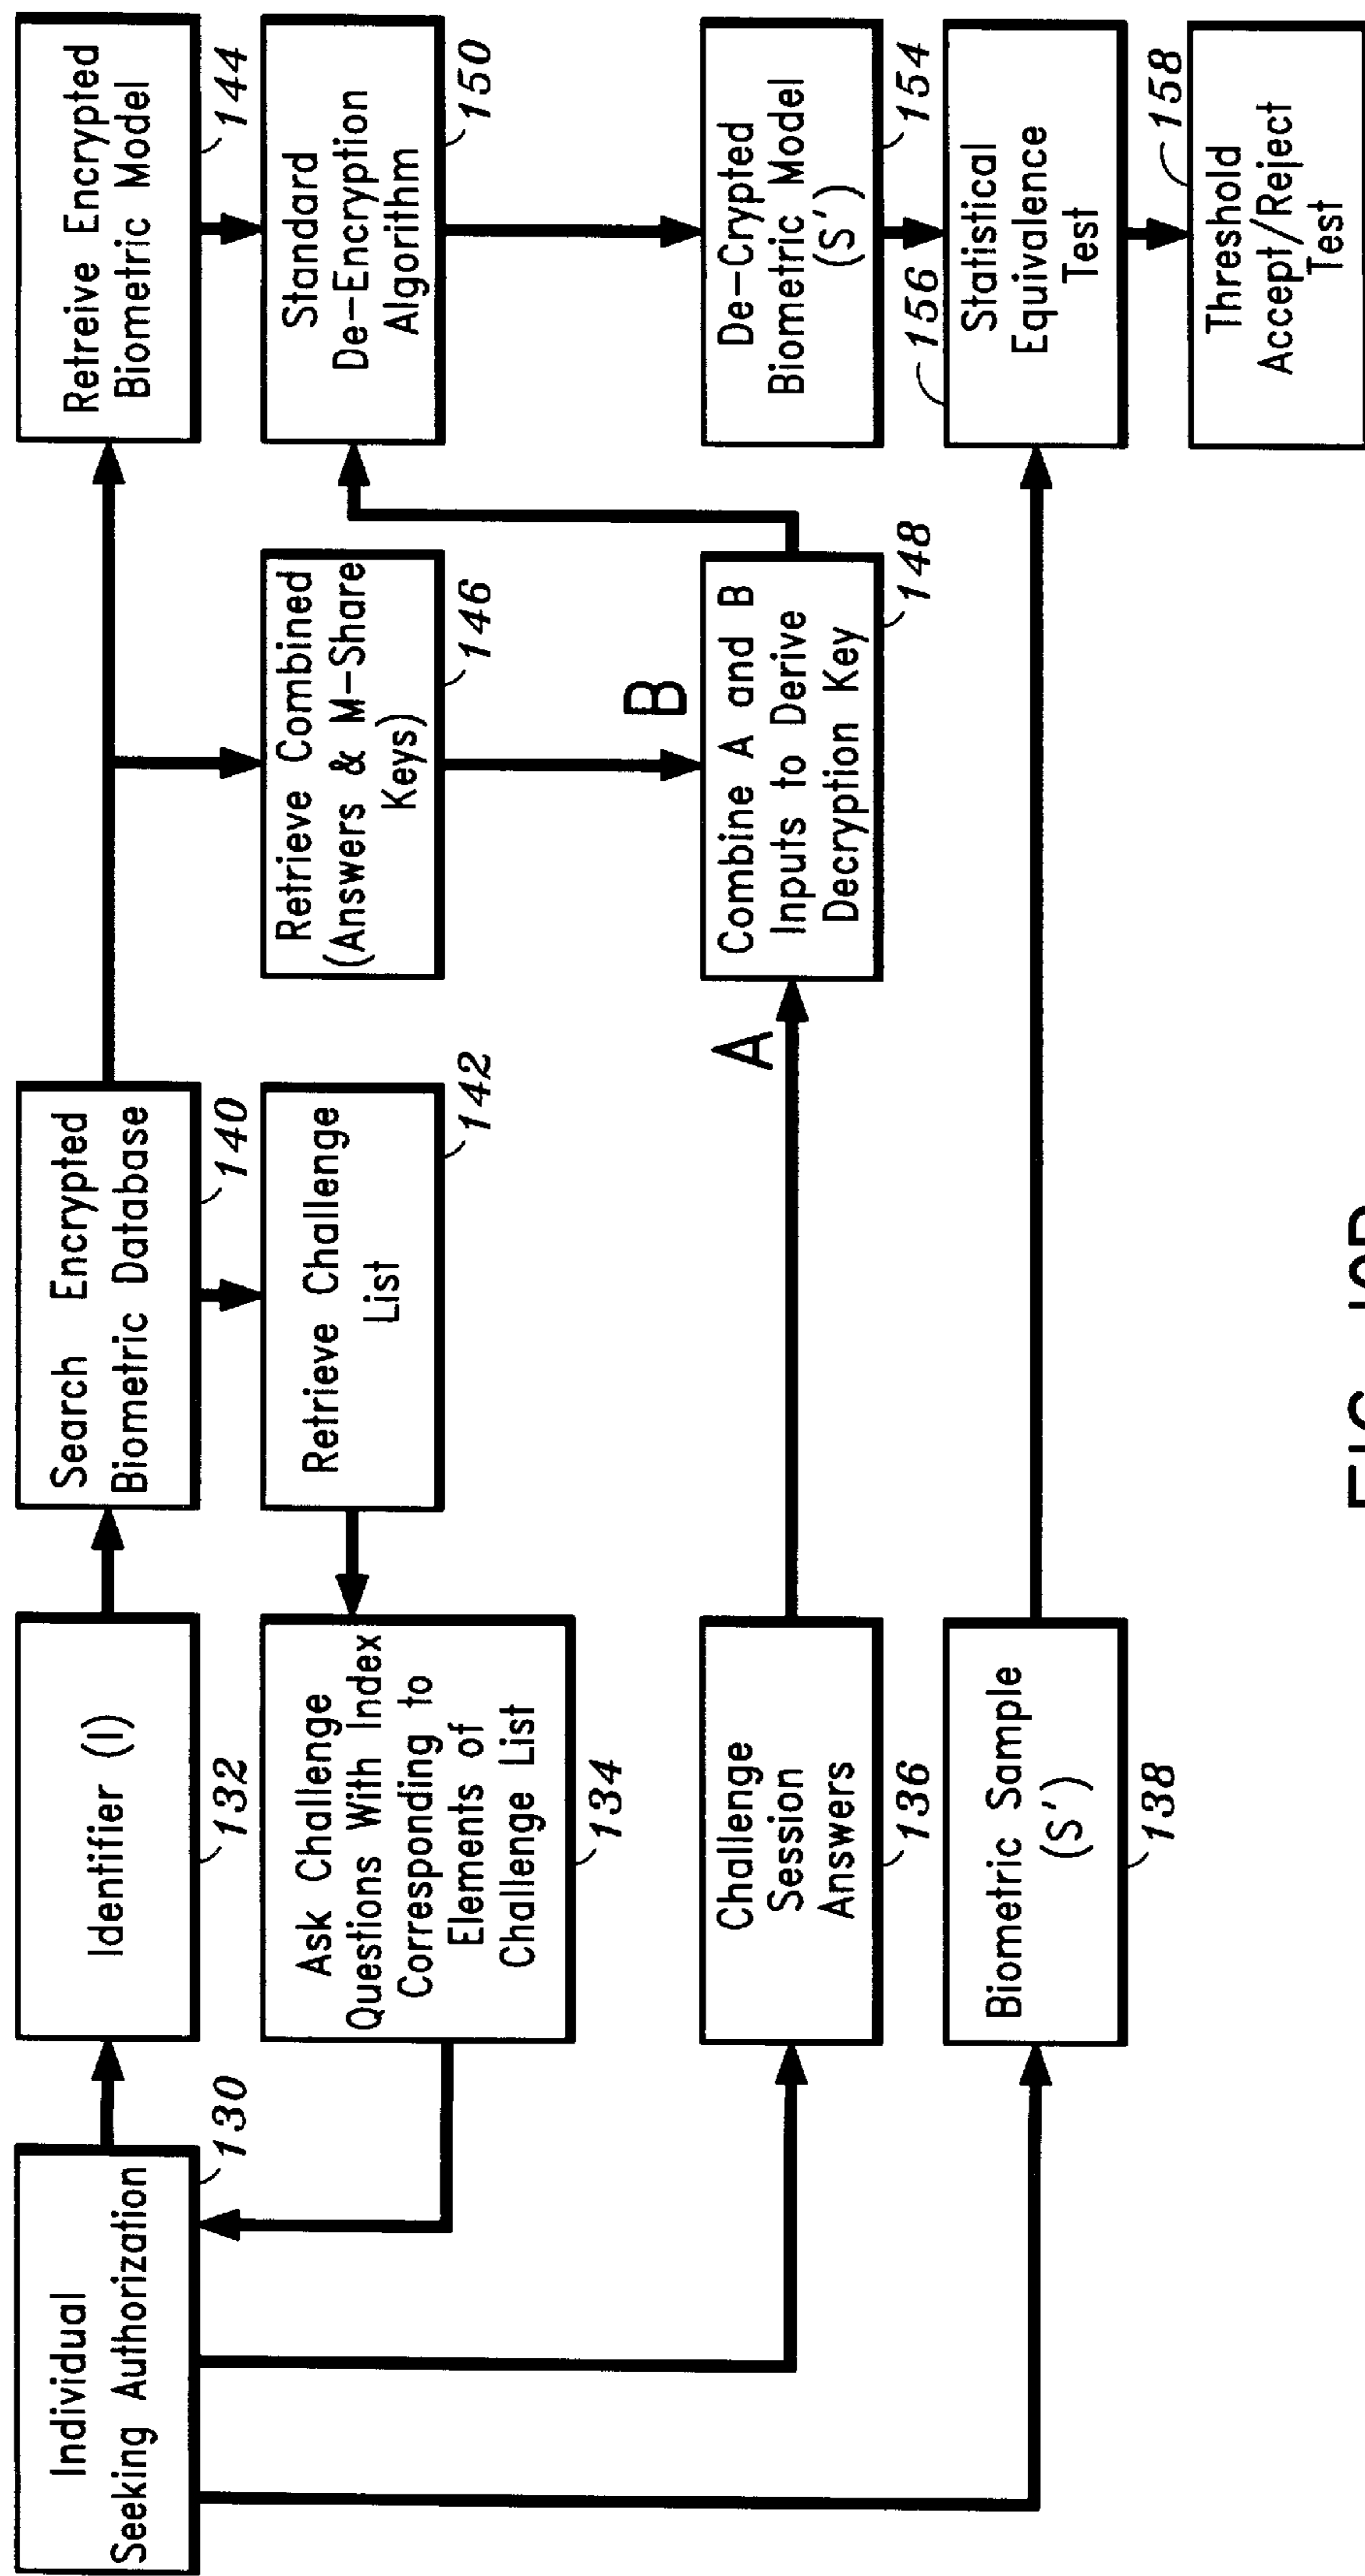 Individual
Seeking Authorization
130
Identifier (I)
132
Search Encrypted
Biometric Database
140
Retreive Encrypted
Biometric Model
144
Ask Challenge
Questions With Index
Corresponding to
Elements of
Challenge List
134
Retrieve Challenge
List
142
Retrieve Combined
(Answers & M-Share
Keys)
146
Standard
De-Encryption
Algorithm
150
Challenge
Session
Answers
136
A
B
Combine A and B
Inputs to Derive
Decryption Key
148
De-Crypted
Biometric Model
(S')
154
Biometric Sample
(S')
138
156
Statistical
Equivalence
Test
158
Threshold
Accept/Reject
Test